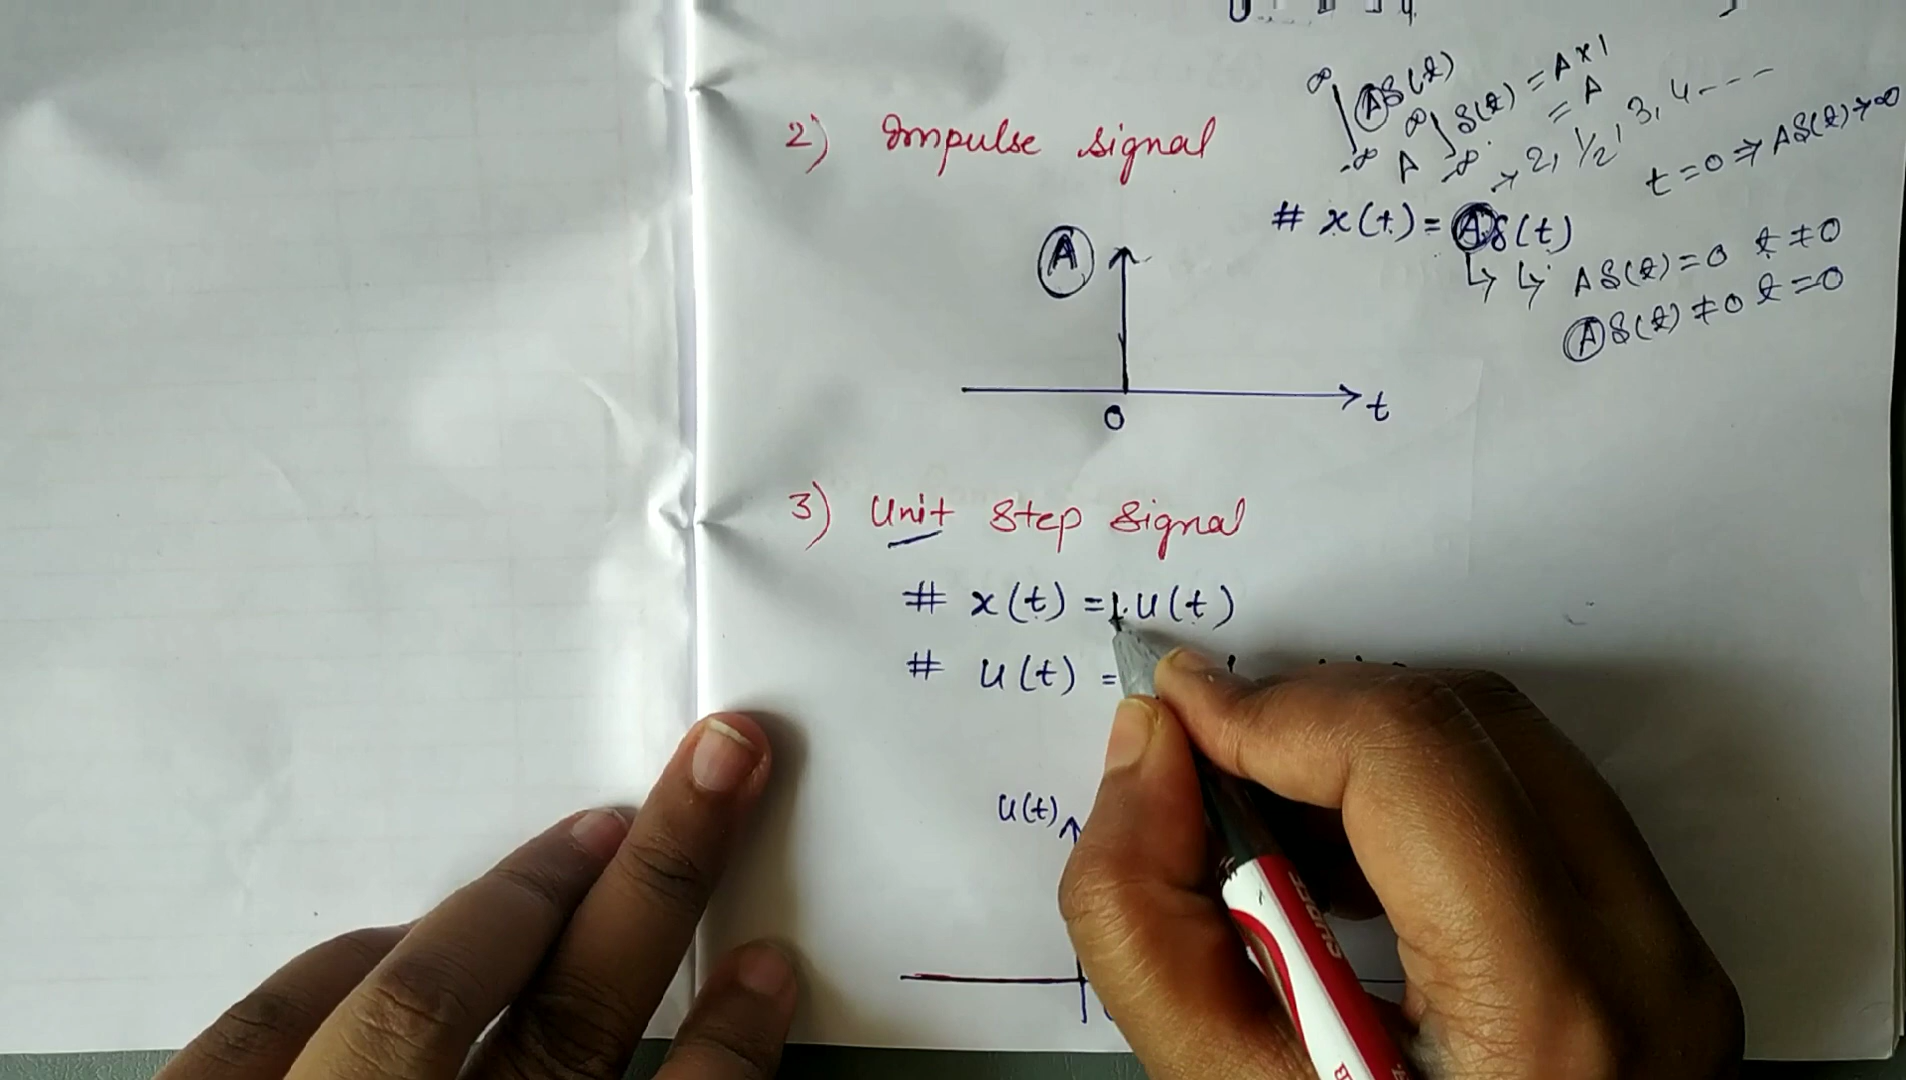 2) Impulse signal
∞ ∫ -∞ Aδ(t)
A ∞ ∫ -∞ δ(t) = A×1
= A
→ 2, 1/2, 3, 4 - - -
t = 0 ⇒ Aδ(t) → ∞
# x(t) = Aδ(t)
↳ ↳ Aδ(t) = 0 t ≠ 0
Aδ(t) ≠ 0 t = 0
A
0
t
3) Unit Step Signal
# x(t) = 1.u(t)
# u(t) =
u(t)